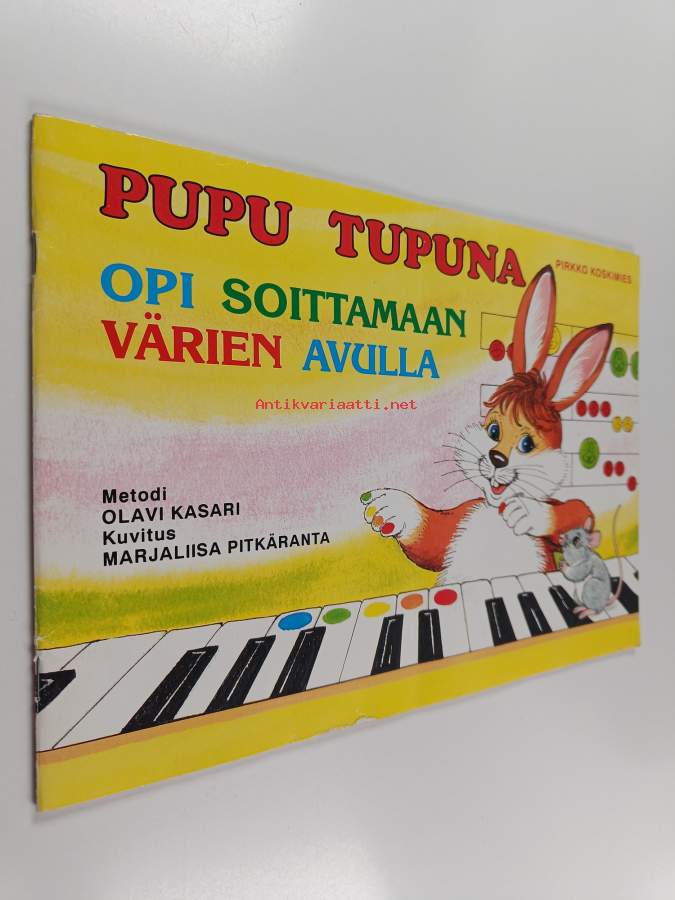 PUPU TUPUNA
PIRKKO KOSKIMIES
OPI SOITTAMAAN
VÄRIEN AVULLA
Antikvariaatti.net
Metodi
OLAVI KASARI
Kuvitus
MARJALIISA PITKÄRANTA